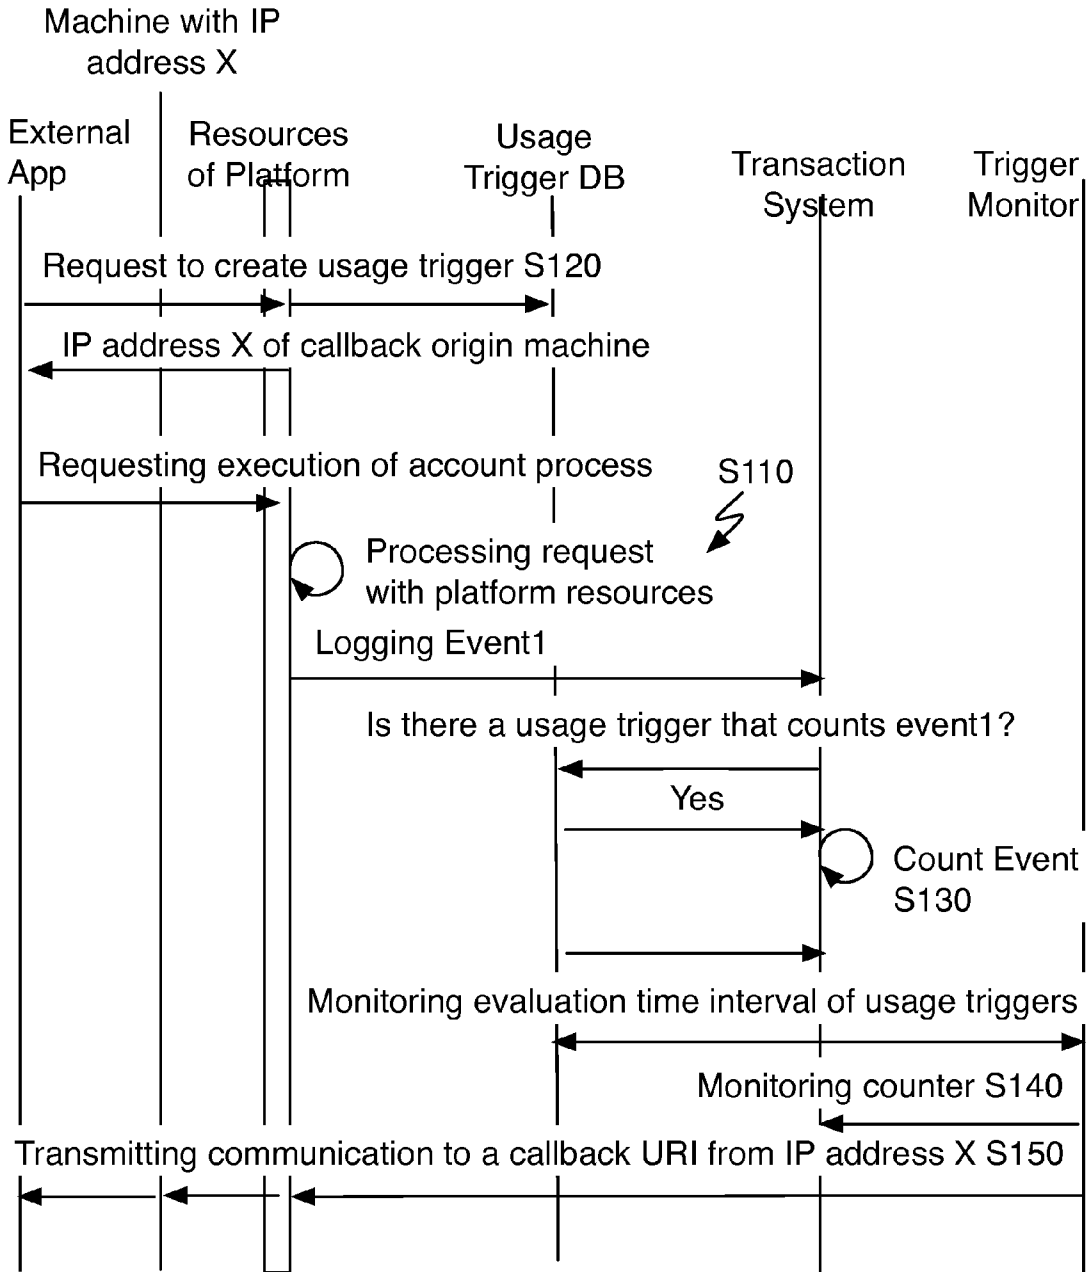 Machine with IP
address X
External
App
Resources
of Platform
Usage
Trigger DB
Transaction
System
Trigger
Monitor
Request to create usage trigger S120
IP address X of callback origin machine
Requesting execution of account process
S110
Processing request
with platform resources
Logging Event1
Is there a usage trigger that counts event1?
Yes
Count Event
S130
Monitoring evaluation time interval of usage triggers
Monitoring counter S140
Transmitting communication to a callback URI from IP address X S150